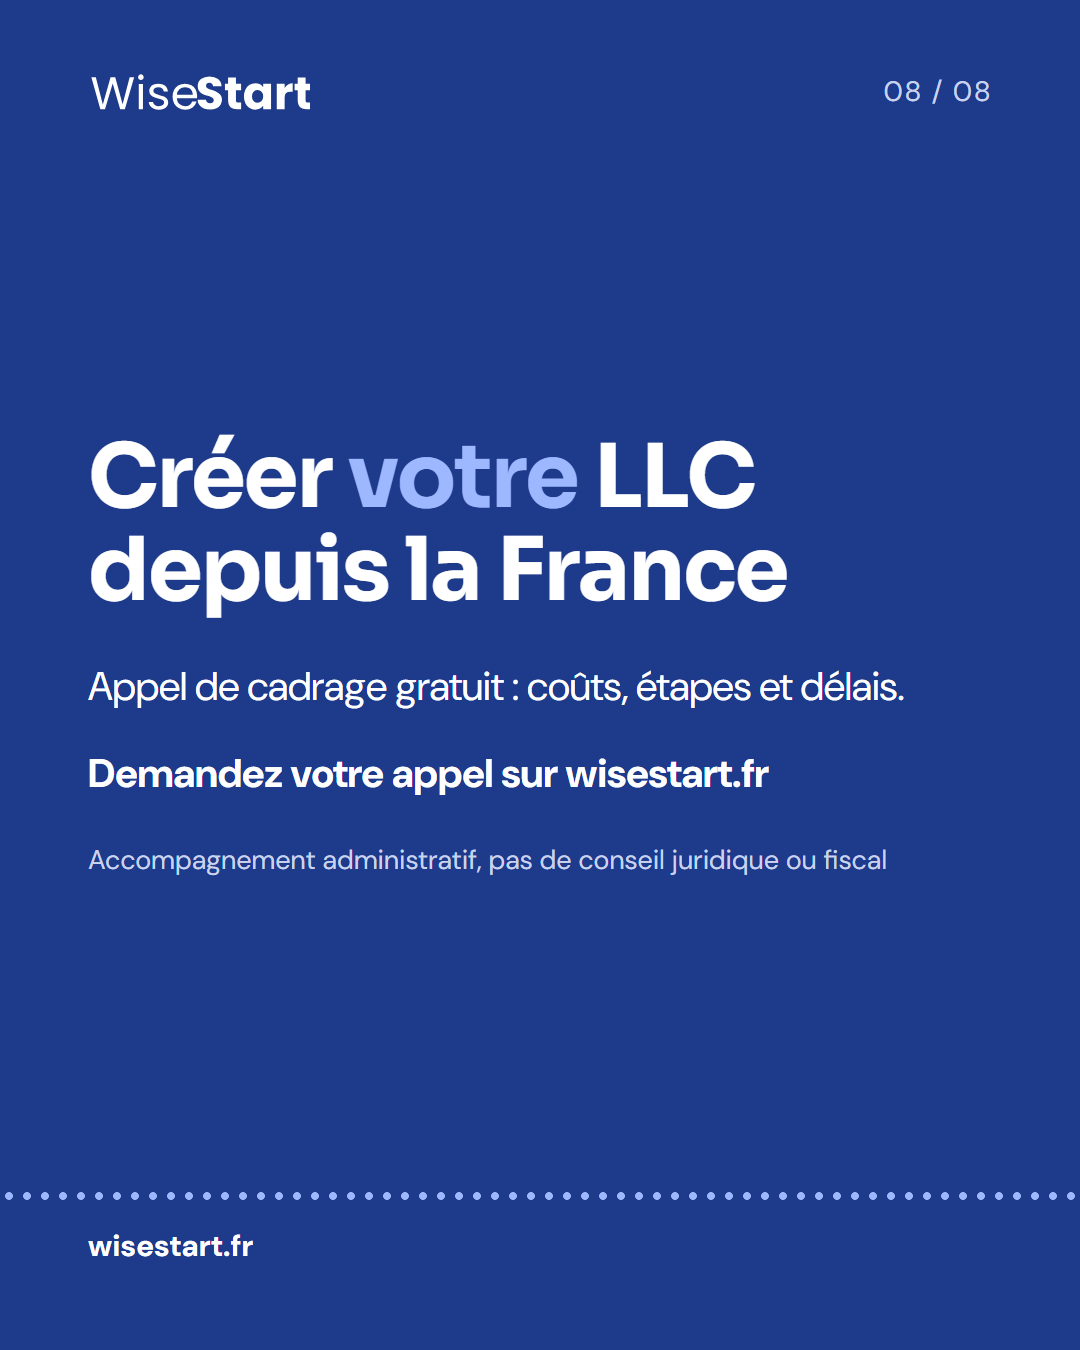 WiseStart
08 / 08
Créer votre LLC
depuis la France
Appel de cadrage gratuit : coûts, étapes et délais.
Demandez votre appel sur wisestart.fr
Accompagnement administratif, pas de conseil juridique ou fiscal
wisestart.fr